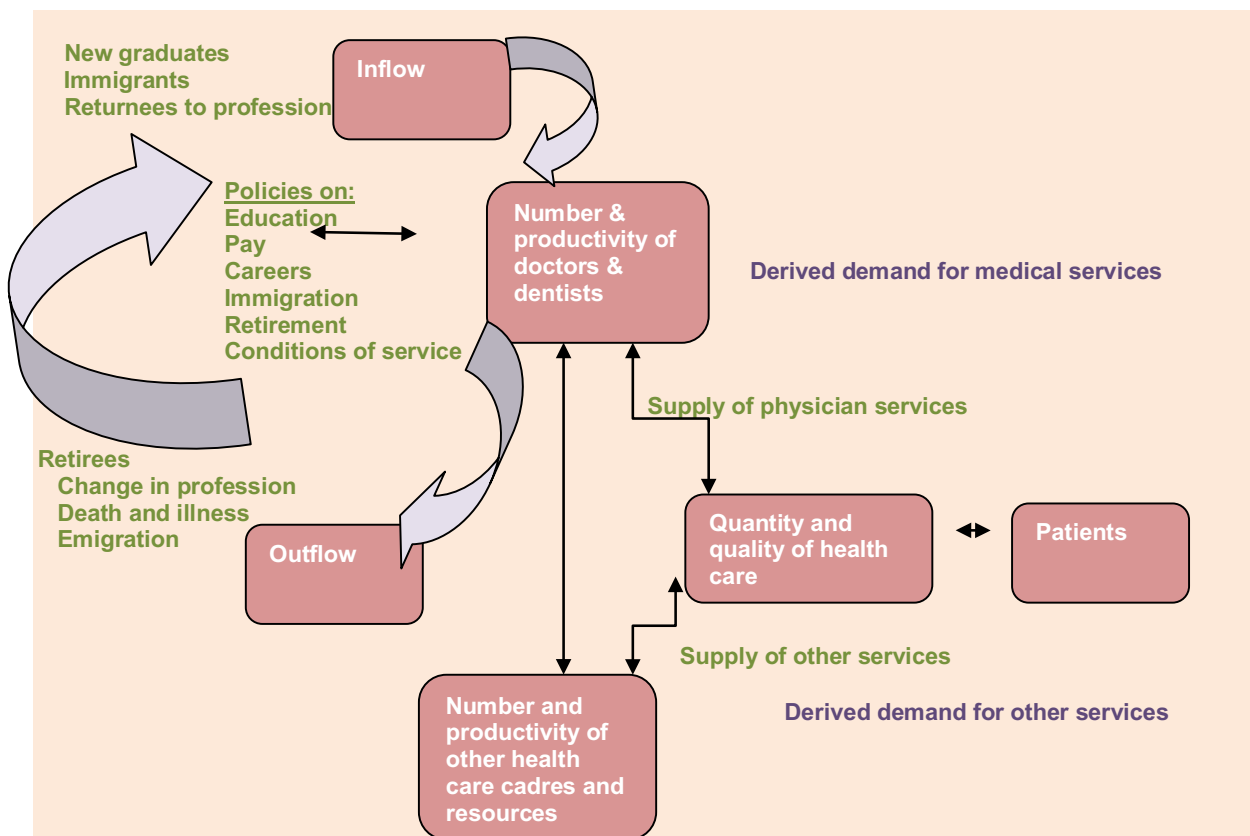 New graduates
Immigrants
Returnees to profession
Inflow
Policies on:
Education
Pay
Careers
Immigration
Retirement
Conditions of service
Number &
productivity of
doctors &
dentists
Derived demand for medical services
Supply of physician services
Retirees
Change in profession
Death and illness
Emigration
Outflow
Quantity and
quality of health
care
Patients
Supply of other services
Number and
productivity of
other health
care cadres and
resources
Derived demand for other services